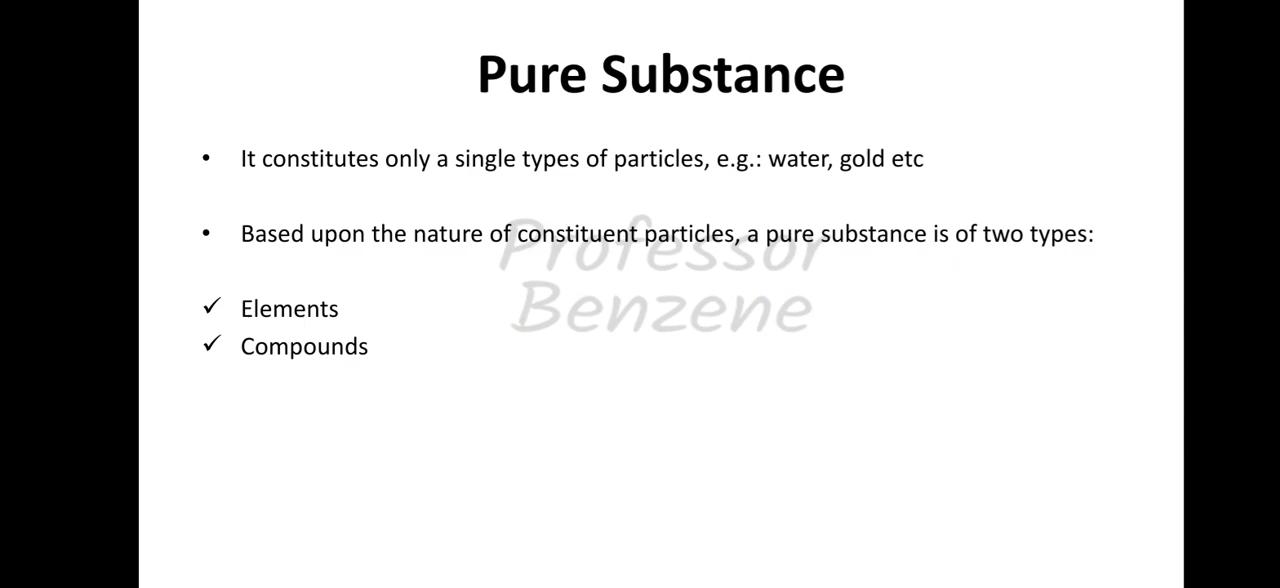 Pure Substance
• It constitutes only a single types of particles, e.g.: water, gold etc
• Based upon the nature of constituent particles, a pure substance is of two types:
✓ Elements
✓ Compounds
Professor
Benzene